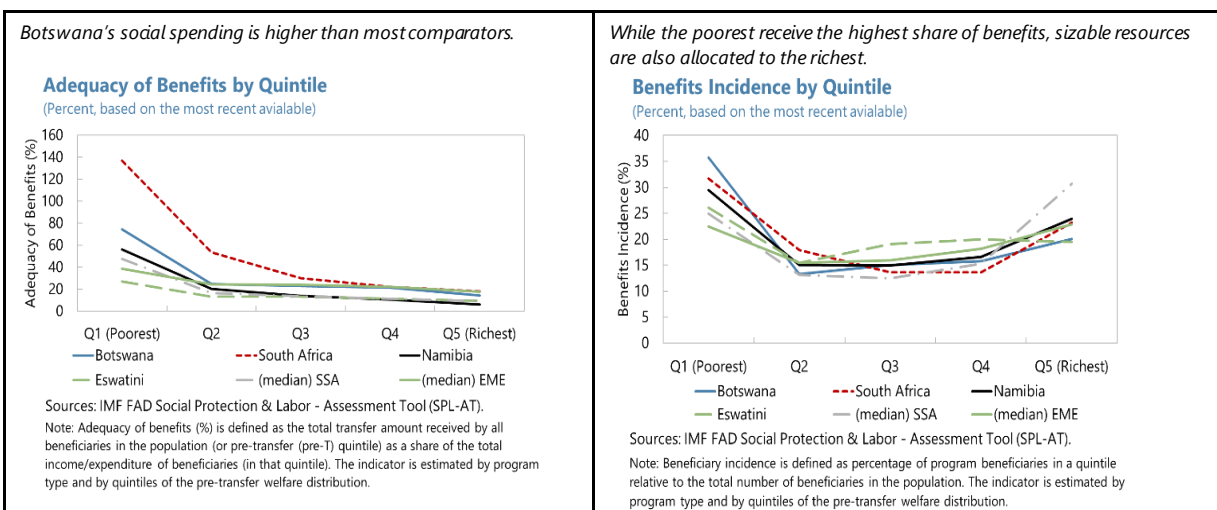 Botswana's social spending is higher than most comparators.
Adequacy of Benefits by Quintile
(Percent, based on the most recent avialable)
Adequacy of Benefits (%)
160
140
120
100
80
60
40
20
0
Q1 (Poorest) Q2 Q3 Q4 Q5 (Richest)
Botswana South Africa Namibia
Eswatini (median) SSA (median) EME
Sources: IMF FAD Social Protection & Labor - Assessment Tool (SPL-AT).
Note: Adequacy of benefits (%) is defined as the total transfer amount received by all
beneficiaries in the population (or pre-transfer (pre-T) quintile) as a share of the total
income/expenditure of beneficiaries (in that quintile). The indicator is estimated by program
type and by quintiles of the pre-transfer welfare distribution.
While the poorest receive the highest share of benefits, sizable resources
are also allocated to the richest.
Benefits Incidence by Quintile
(Percent, based on the most recent avialable)
Benefits Incidence (%)
40
35
30
25
20
15
10
5
0
Q1 (Poorest) Q2 Q3 Q4 Q5 (Richest)
Botswana South Africa Namibia
Eswatini (median) SSA (median) EME
Sources: IMF FAD Social Protection & Labor - Assessment Tool (SPL-AT).
Note: Beneficiary incidence is defined as percentage of program beneficiaries in a quintile
relative to the total number of beneficiaries in the population. The indicator is estimated by
program type and by quintiles of the pre-transfer welfare distribution.